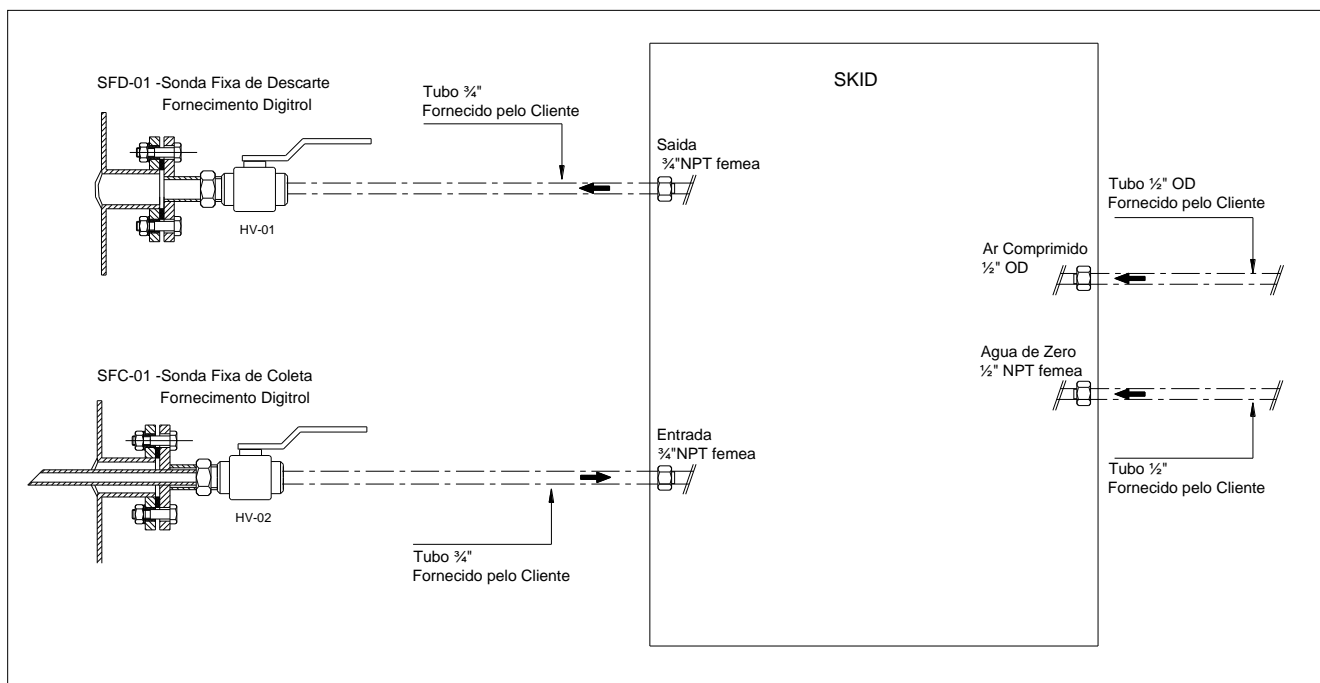 SFD-01 -Sonda Fixa de Descarte
Fornecimento Digitrol
HV-01
Tubo ¾"
Fornecido pelo Cliente
SKID
Saida
¾"NPT femea
Tubo ½" OD
Fornecido pelo Cliente
Ar Comprimido
½" OD
Agua de Zero
½" NPT femea
Tubo ½"
Fornecido pelo Cliente
SFC-01 -Sonda Fixa de Coleta
Fornecimento Digitrol
HV-02
Entrada
¾"NPT femea
Tubo ¾"
Fornecido pelo Cliente